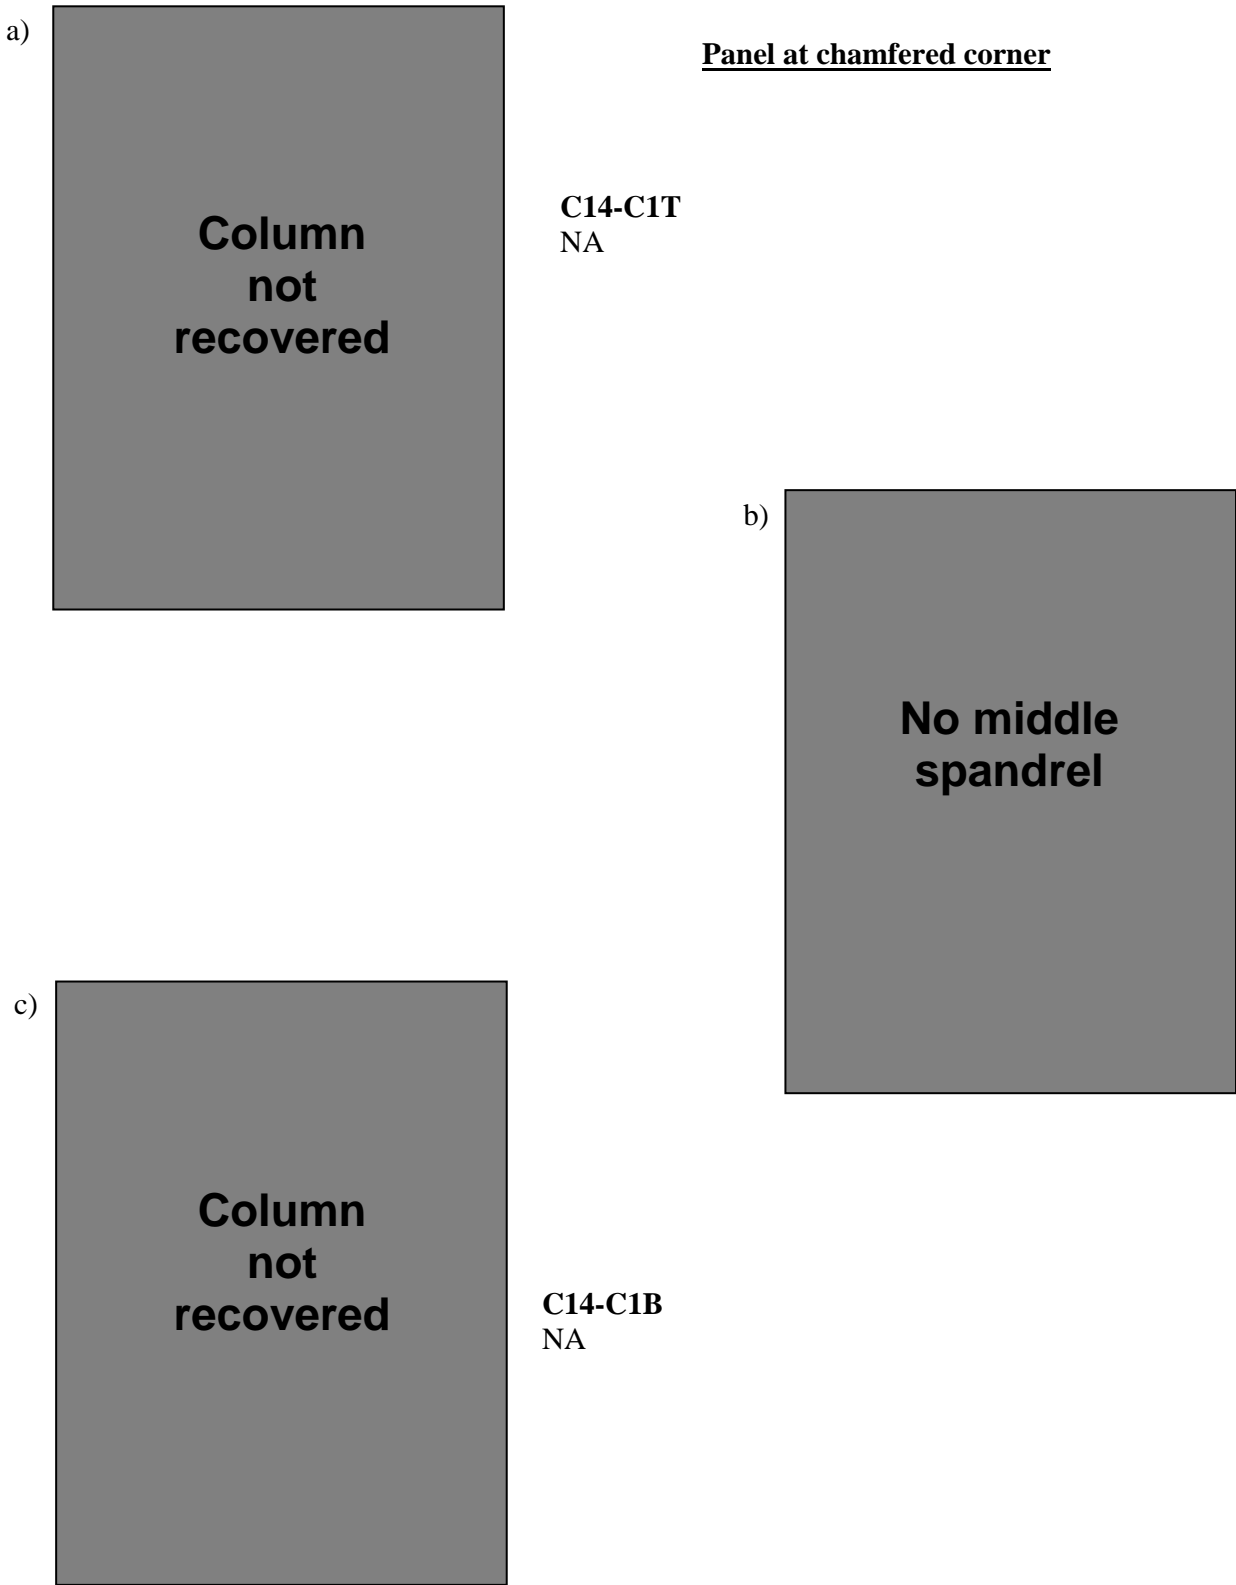 a)
Panel at chamfered corner
Column
not
recovered
C14-C1T
NA
b)
No middle
spandrel
c)
Column
not
recovered
C14-C1B
NA